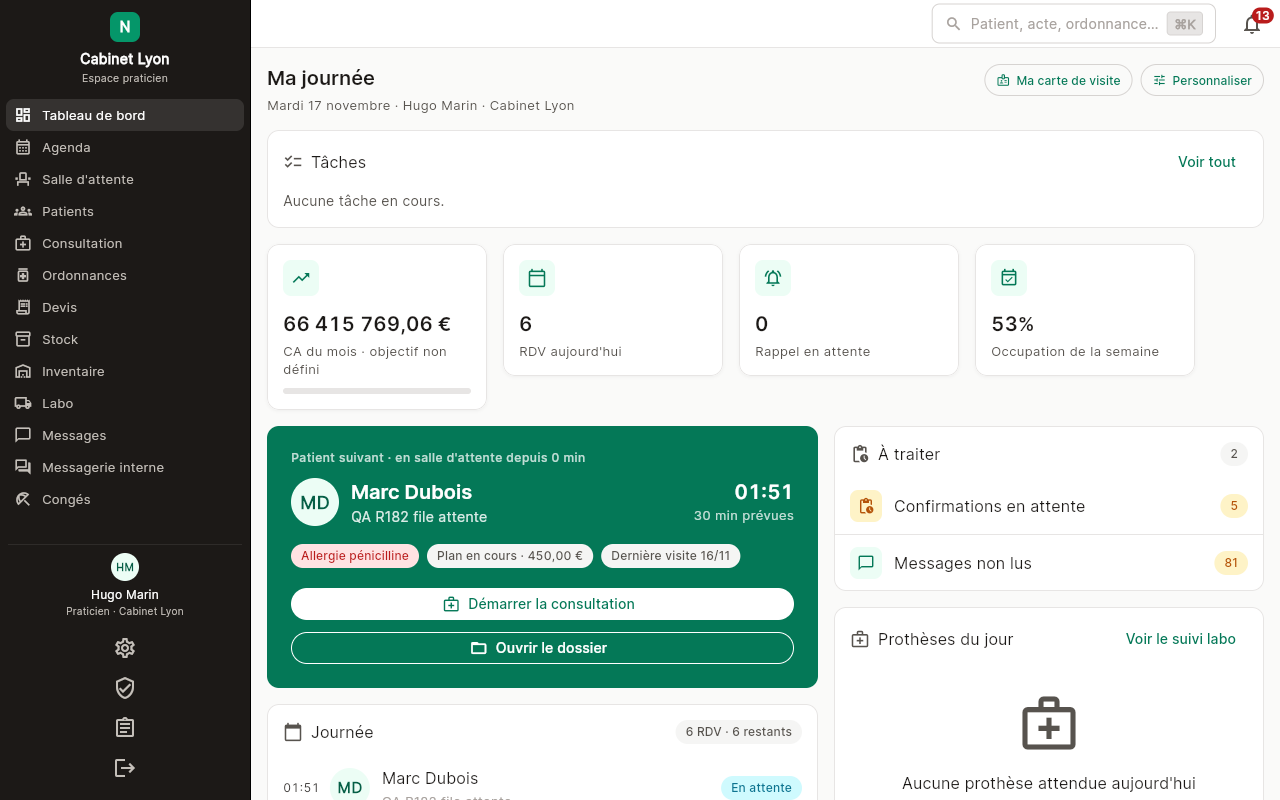 N
Cabinet Lyon
Espace praticien
Tableau de bord
Agenda
Salle d'attente
Patients
Consultation
Ordonnances
Devis
Stock
Inventaire
Labo
Messages
Messagerie interne
Congés
HM
Hugo Marin
Praticien · Cabinet Lyon
Patient, acte, ordonnance... ⌘K
13
Ma journée
Mardi 17 novembre · Hugo Marin · Cabinet Lyon
Ma carte de visite
Personnaliser
Tâches
Voir tout
Aucune tâche en cours.
66 415 769,06 €
CA du mois · objectif non
défini
6
RDV aujourd'hui
0
Rappel en attente
53%
Occupation de la semaine
Patient suivant · en salle d'attente depuis 0 min
MD
Marc Dubois
QA R182 file attente
01:51
30 min prévues
Allergie pénicilline
Plan en cours · 450,00 €
Dernière visite 16/11
Démarrer la consultation
Ouvrir le dossier
Journée
6 RDV · 6 restants
01:51
MD
Marc Dubois
QA R182 file attente
En attente
À traiter
2
Confirmations en attente
5
Messages non lus
81
Prothèses du jour
Voir le suivi labo
Aucune prothèse attendue aujourd'hui